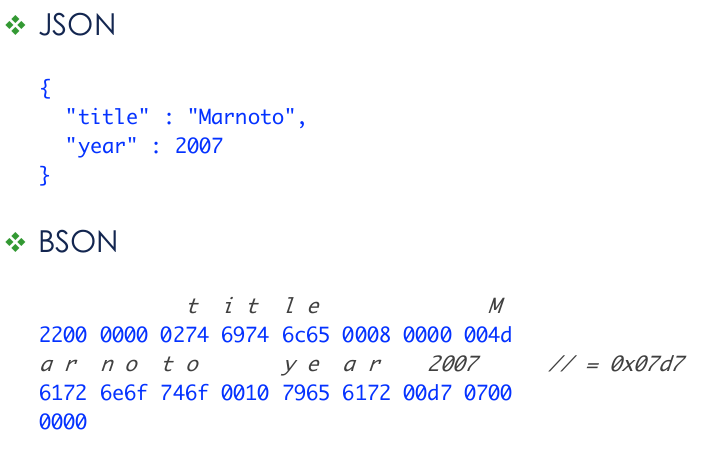 ❖ JSON
{
"title" : "Marnoto",
"year" : 2007
}
❖ BSON
t i t l e M
2200 0000 0274 6974 6c65 0008 0000 004d
a r n o t o y e a r 2007 // = 0x07d7
6172 6e6f 746f 0010 7965 6172 00d7 0700
0000